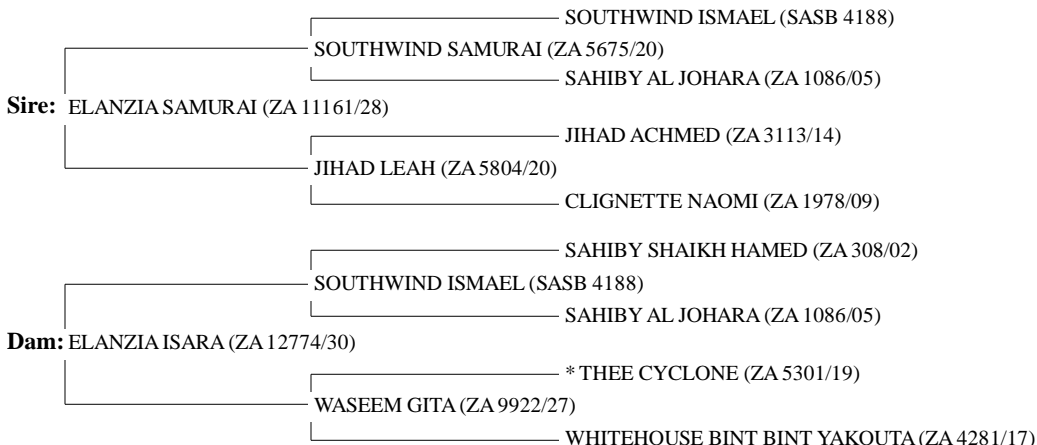 SOUTHWIND ISMAEL (SASB 4188)
SOUTHWIND SAMURAI (ZA 5675/20)
SAHIBY AL JOHARA (ZA 1086/05)
Sire: ELANZIA SAMURAI (ZA 11161/28)
JIHAD ACHMED (ZA 3113/14)
JIHAD LEAH (ZA 5804/20)
CLIGNETTE NAOMI (ZA 1978/09)
SAHIBY SHAIKH HAMED (ZA 308/02)
SOUTHWIND ISMAEL (SASB 4188)
SAHIBY AL JOHARA (ZA 1086/05)
Dam: ELANZIA ISARA (ZA 12774/30)
* THEE CYCLONE (ZA 5301/19)
WASEEM GITA (ZA 9922/27)
WHITEHOUSE BINT BINT YAKOUTA (ZA 4281/17)